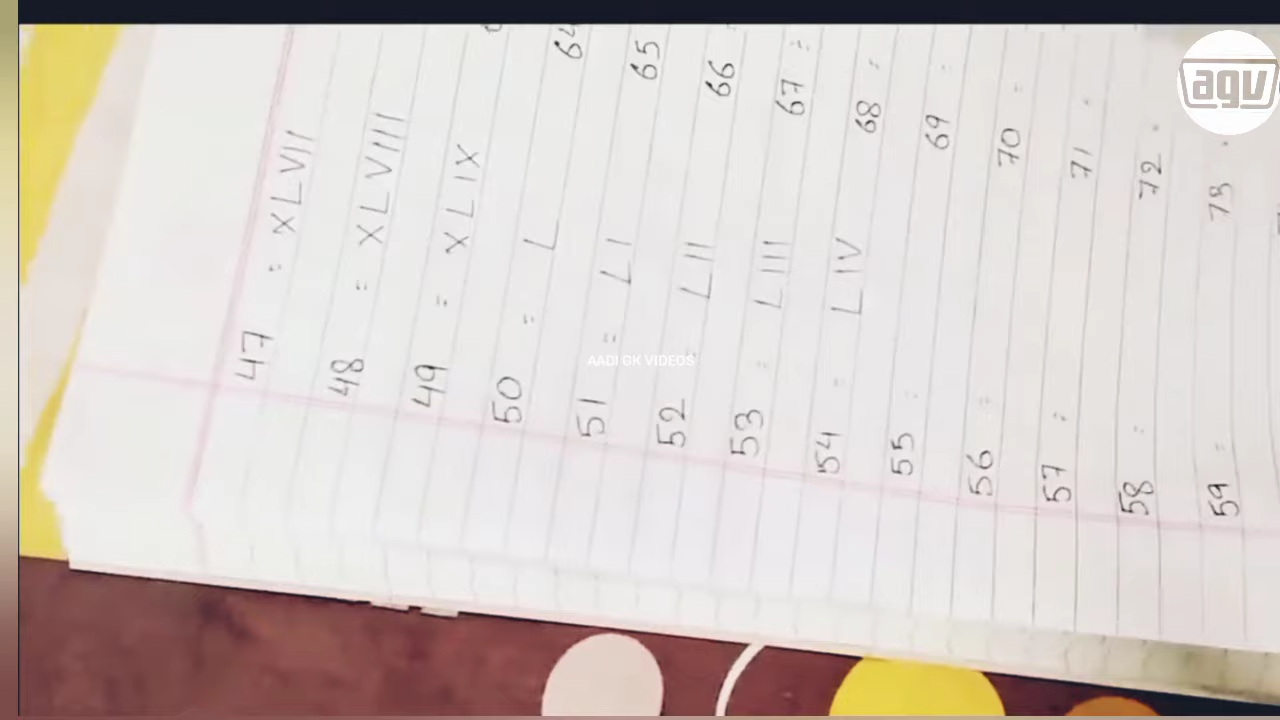 47 = XLVII
48 = XLVIII
49 = XLIX
50 = L
51 = LI
52 = LII
53 = LIII
54 = LIV
55 =
56 =
57 =
58 =
59 =
64
65
66
67 =
68 =
69 =
70 =
71 =
72 =
73 =
AADI GK VIDEOS
agv